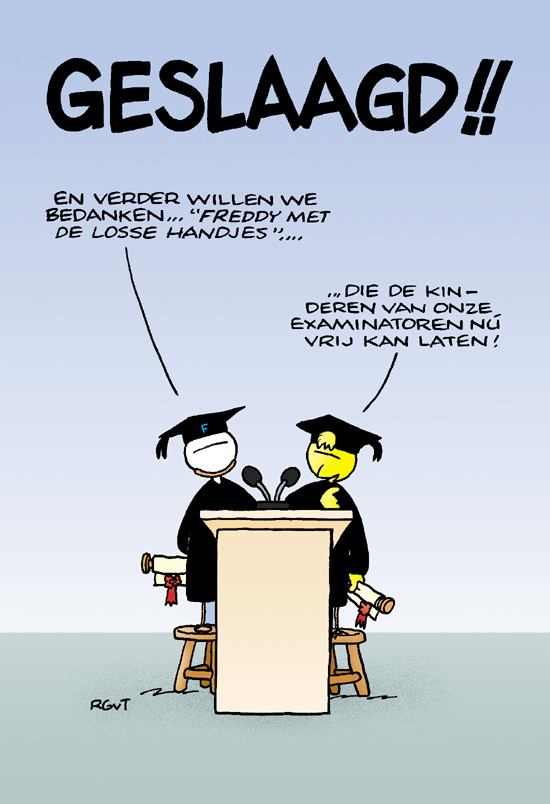 GESLAAGD!!
EN VERDER WILLEN WE
BEDANKEN... "FREDDY MET
DE LOSSE HANDJES"....
...DIE DE KIN-
DEREN VAN ONZE
EXAMINATOREN NÚ
VRIJ KAN LATEN!
F
RGvT